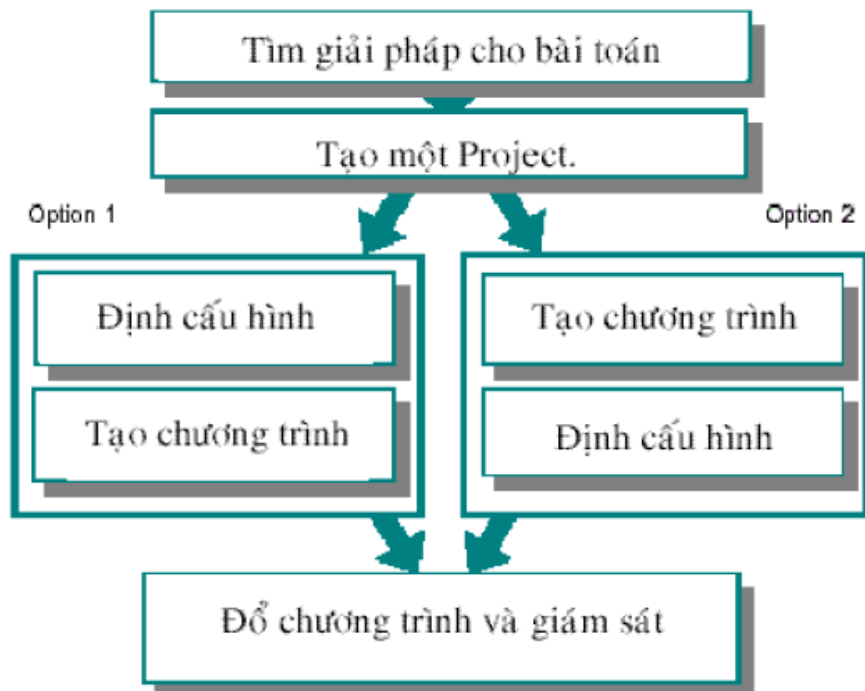 Tìm giải pháp cho bài toán
Tạo một Project.
Option 1
Option 2
Định cấu hình
Tạo chương trình
Tạo chương trình
Định cấu hình
Đổ chương trình và giám sát